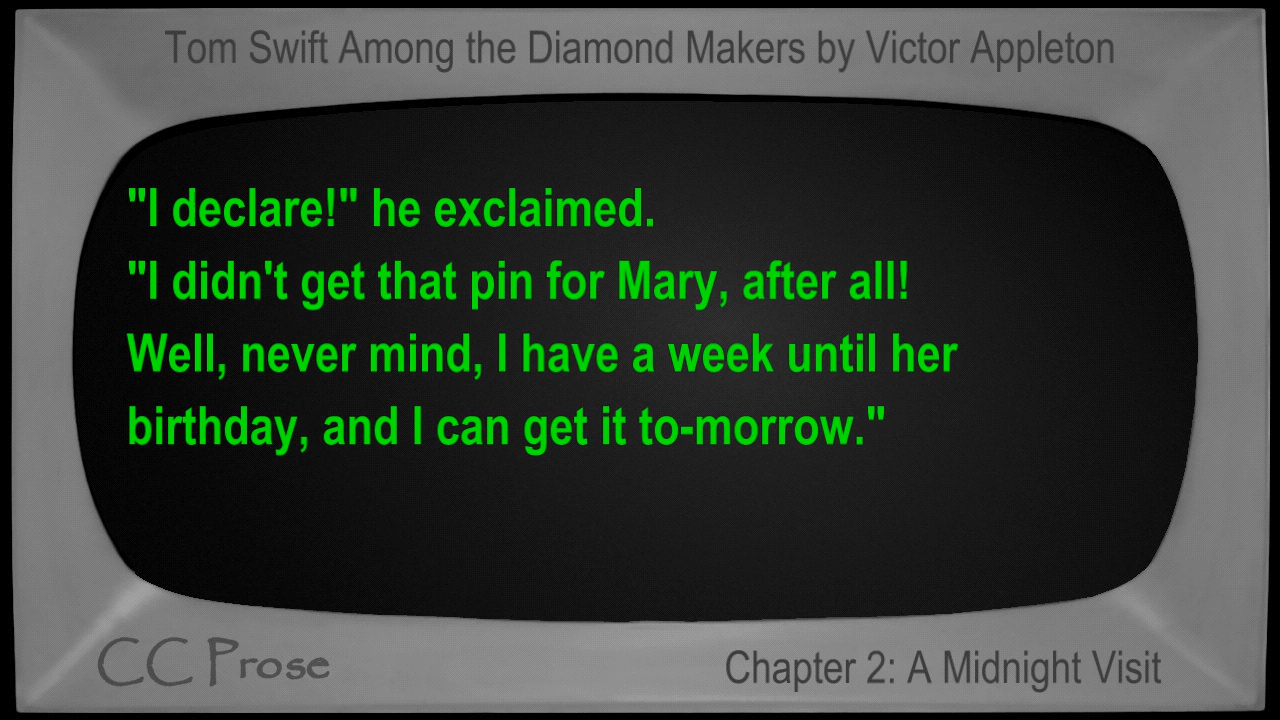 Tom Swift Among the Diamond Makers by Victor Appleton
"I declare!" he exclaimed.
"I didn't get that pin for Mary, after all!
Well, never mind, I have a week until her
birthday, and I can get it to-morrow."
CC Prose
Chapter 2: A Midnight Visit